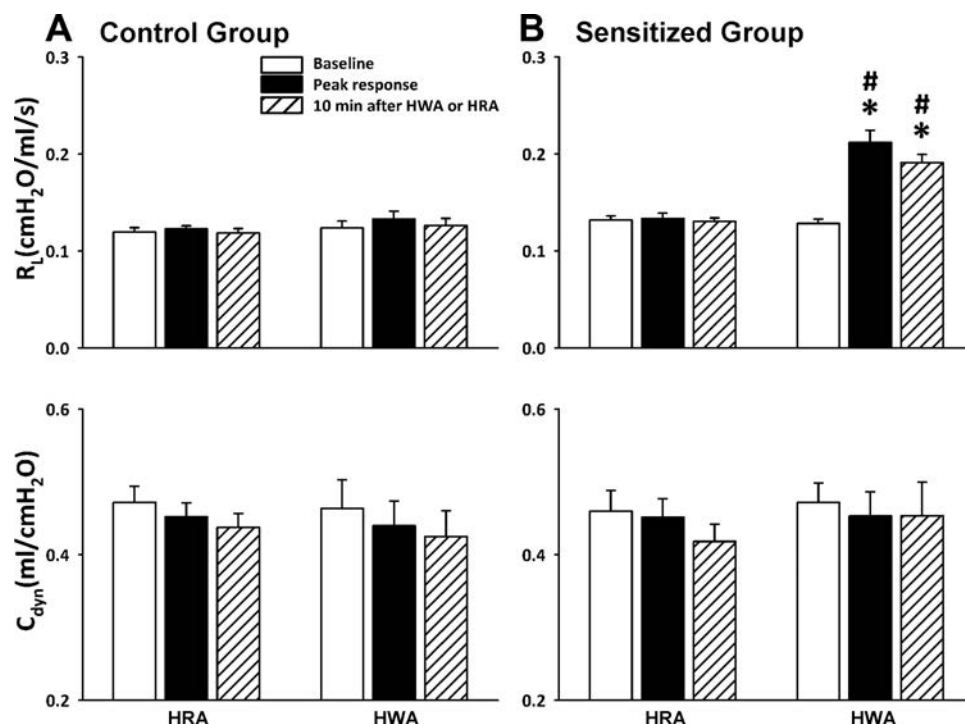 A Control Group
Baseline
Peak response
10 min after HWA or HRA
R_L(cmH₂O/ml/s)
0.3
0.2
0.1
0.0
B Sensitized Group
0.3
0.2
0.1
0.0
#
*
#
*
C_dyn(ml/cmH₂O)
0.6
0.4
0.2
HRA HWA
0.6
0.4
0.2
HRA HWA